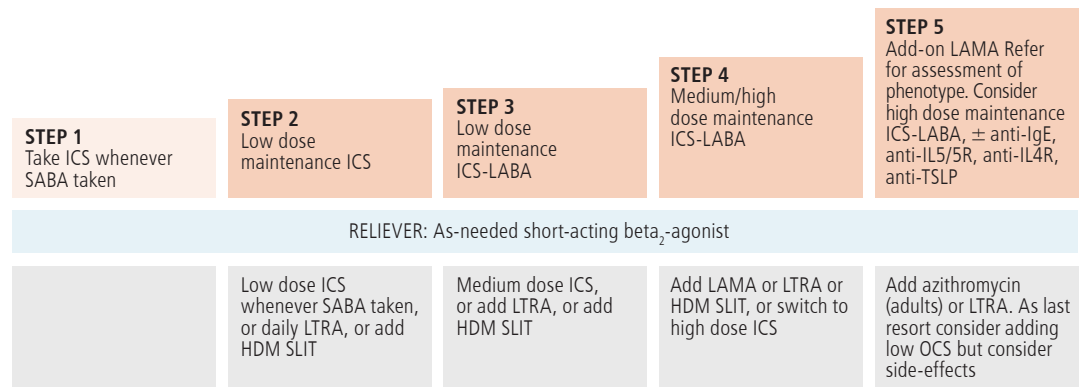 STEP 1
Take ICS whenever
SABA taken
STEP 2
Low dose
maintenance ICS
STEP 3
Low dose
maintenance
ICS-LABA
STEP 4
Medium/high
dose maintenance
ICS-LABA
STEP 5
Add-on LAMA Refer
for assessment of
phenotype. Consider
high dose maintenance
ICS-LABA, ± anti-IgE,
anti-IL5/5R, anti-IL4R,
anti-TSLP
RELIEVER: As-needed short-acting beta₂-agonist
Low dose ICS
whenever SABA taken,
or daily LTRA, or add
HDM SLIT
Medium dose ICS,
or add LTRA, or add
HDM SLIT
Add LAMA or LTRA or
HDM SLIT, or switch to
high dose ICS
Add azithromycin
(adults) or LTRA. As last
resort consider adding
low OCS but consider
side-effects